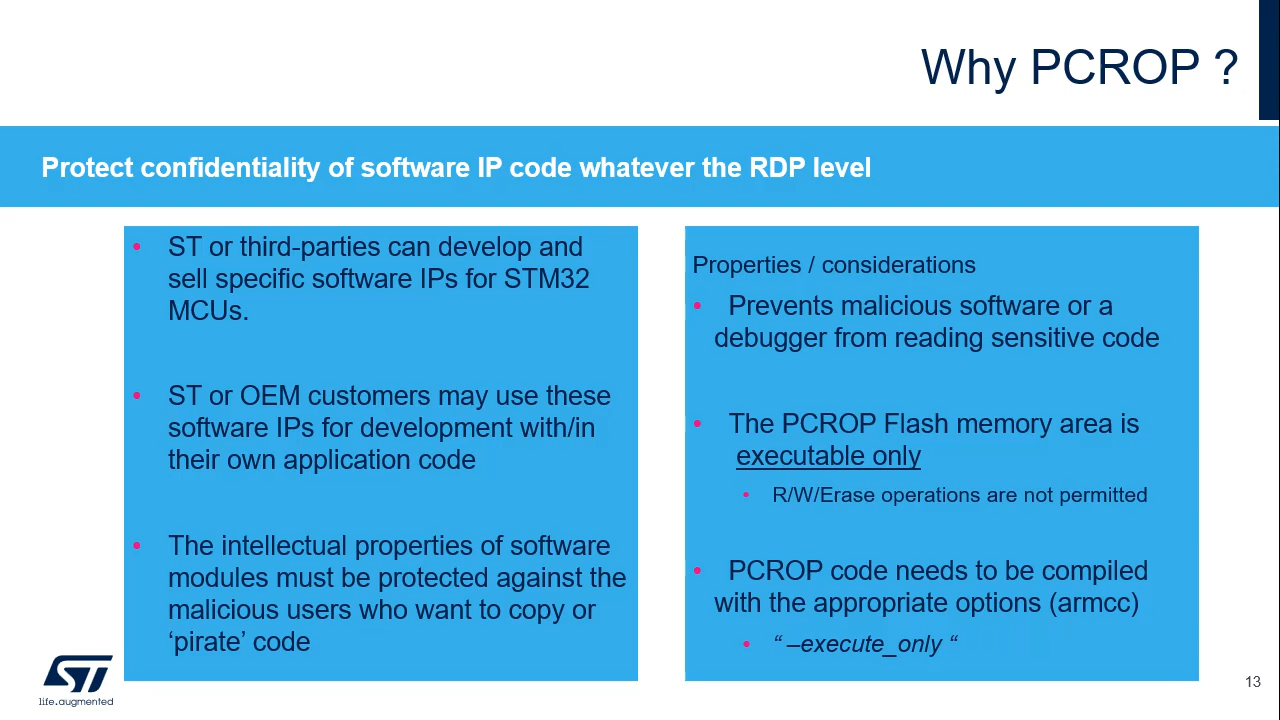 Why PCROP ?
Protect confidentiality of software IP code whatever the RDP level
• ST or third-parties can develop and
sell specific software IPs for STM32
MCUs.
• ST or OEM customers may use these
software IPs for development with/in
their own application code
• The intellectual properties of software
modules must be protected against the
malicious users who want to copy or
‘pirate’ code
Properties / considerations
• Prevents malicious software or a
debugger from reading sensitive code
• The PCROP Flash memory area is
executable only
• R/W/Erase operations are not permitted
• PCROP code needs to be compiled
with the appropriate options (armcc)
• “ –execute_only “
ST
life.augmented
13